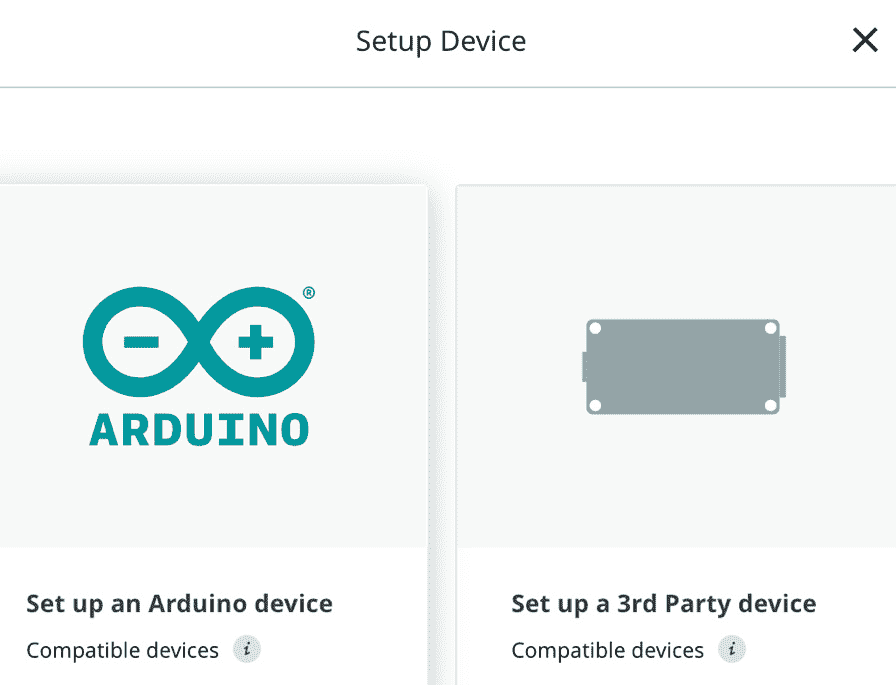 Setup Device
®
ARDUINO
Set up an Arduino device
Compatible devices i
Set up a 3rd Party device
Compatible devices i